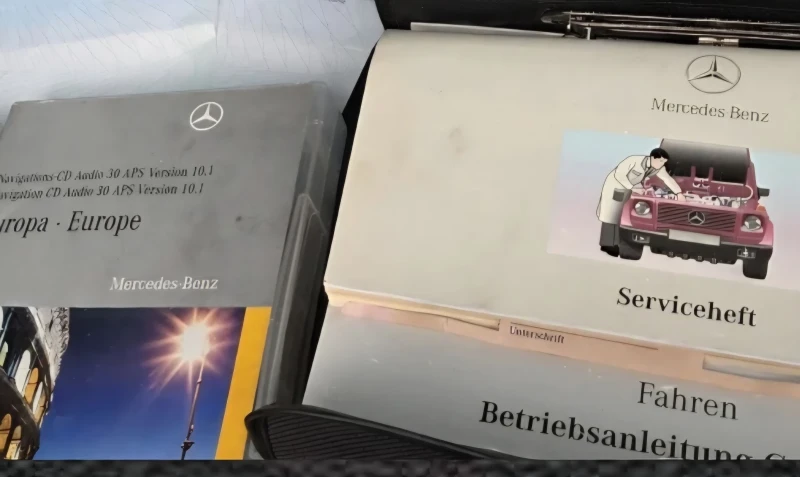 Navigations-CD Audio 30 APS Version 10.1
Navigation CD Audio 30 APS Version 10.1
Europa · Europe
Mercedes-Benz
Mercedes-Benz
Serviceheft
Unterschrift
Fahren
Betriebsanleitung